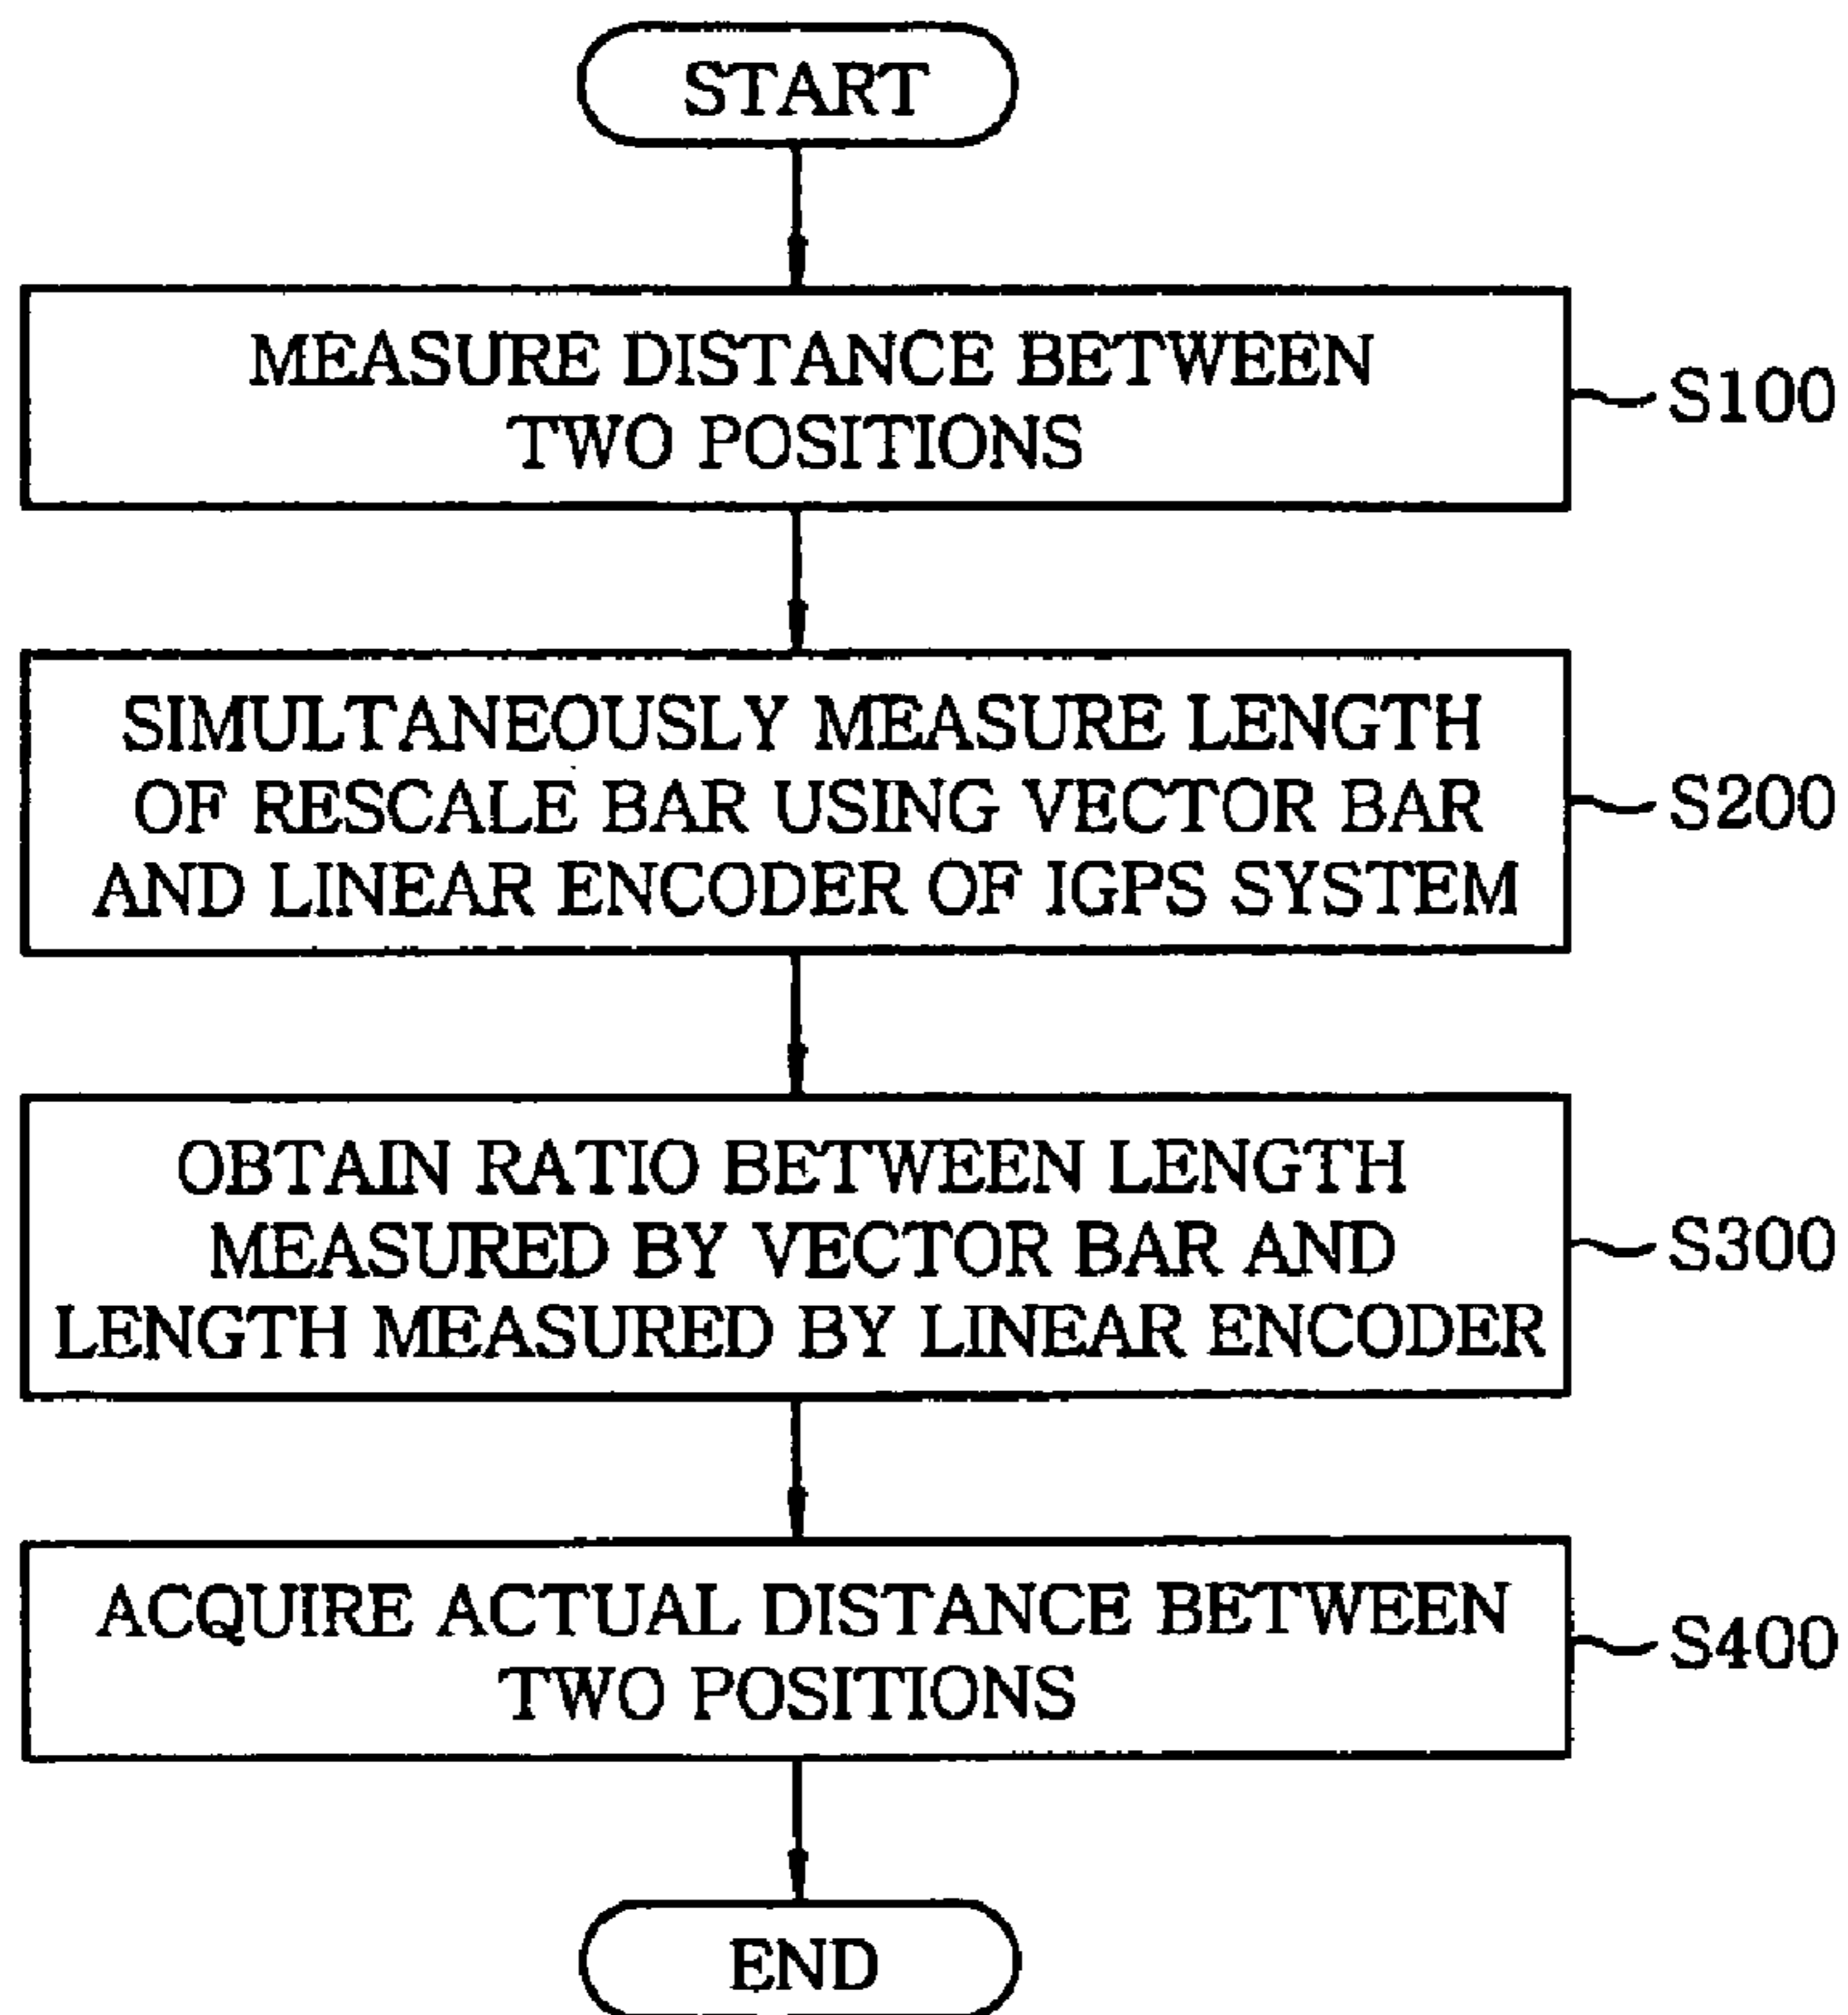 START
MEASURE DISTANCE BETWEEN
TWO POSITIONS
S100
SIMULTANEOUSLY MEASURE LENGTH
OF RESCALE BAR USING VECTOR BAR
AND LINEAR ENCODER OF IGPS SYSTEM
S200
OBTAIN RATIO BETWEEN LENGTH
MEASURED BY VECTOR BAR AND
LENGTH MEASURED BY LINEAR ENCODER
S300
ACQUIRE ACTUAL DISTANCE BETWEEN
TWO POSITIONS
S400
END